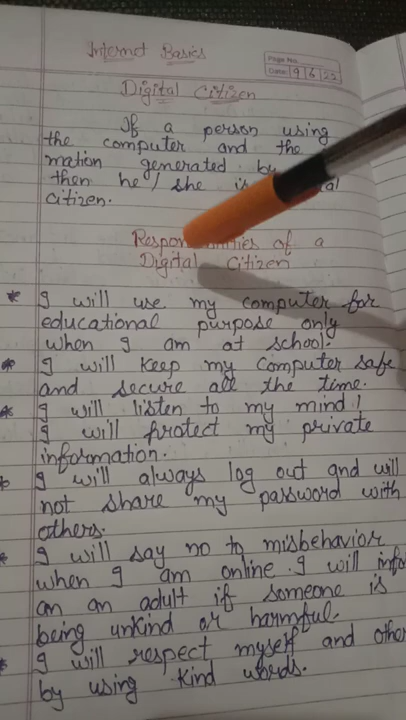 Internet Basics
Page No.
Date: 9/6/22
Digital Citizen
If a person using
the computer and the
mation generated by
then he/she is
citizen.
Responsibilities of a
Digital Citizen
* I will use my computer for
educational purpose only
when I am at school.
* I will keep my computer safe
and secure all the time.
* I will listen to my mind!
I will protect my private
information.
* I will always log out and will
not share my password with
others.
* I will say no to misbehavior
when I am online. I will
an an adult if someone is
being unkind or harmful.
* I will respect myself and
by using kind words.